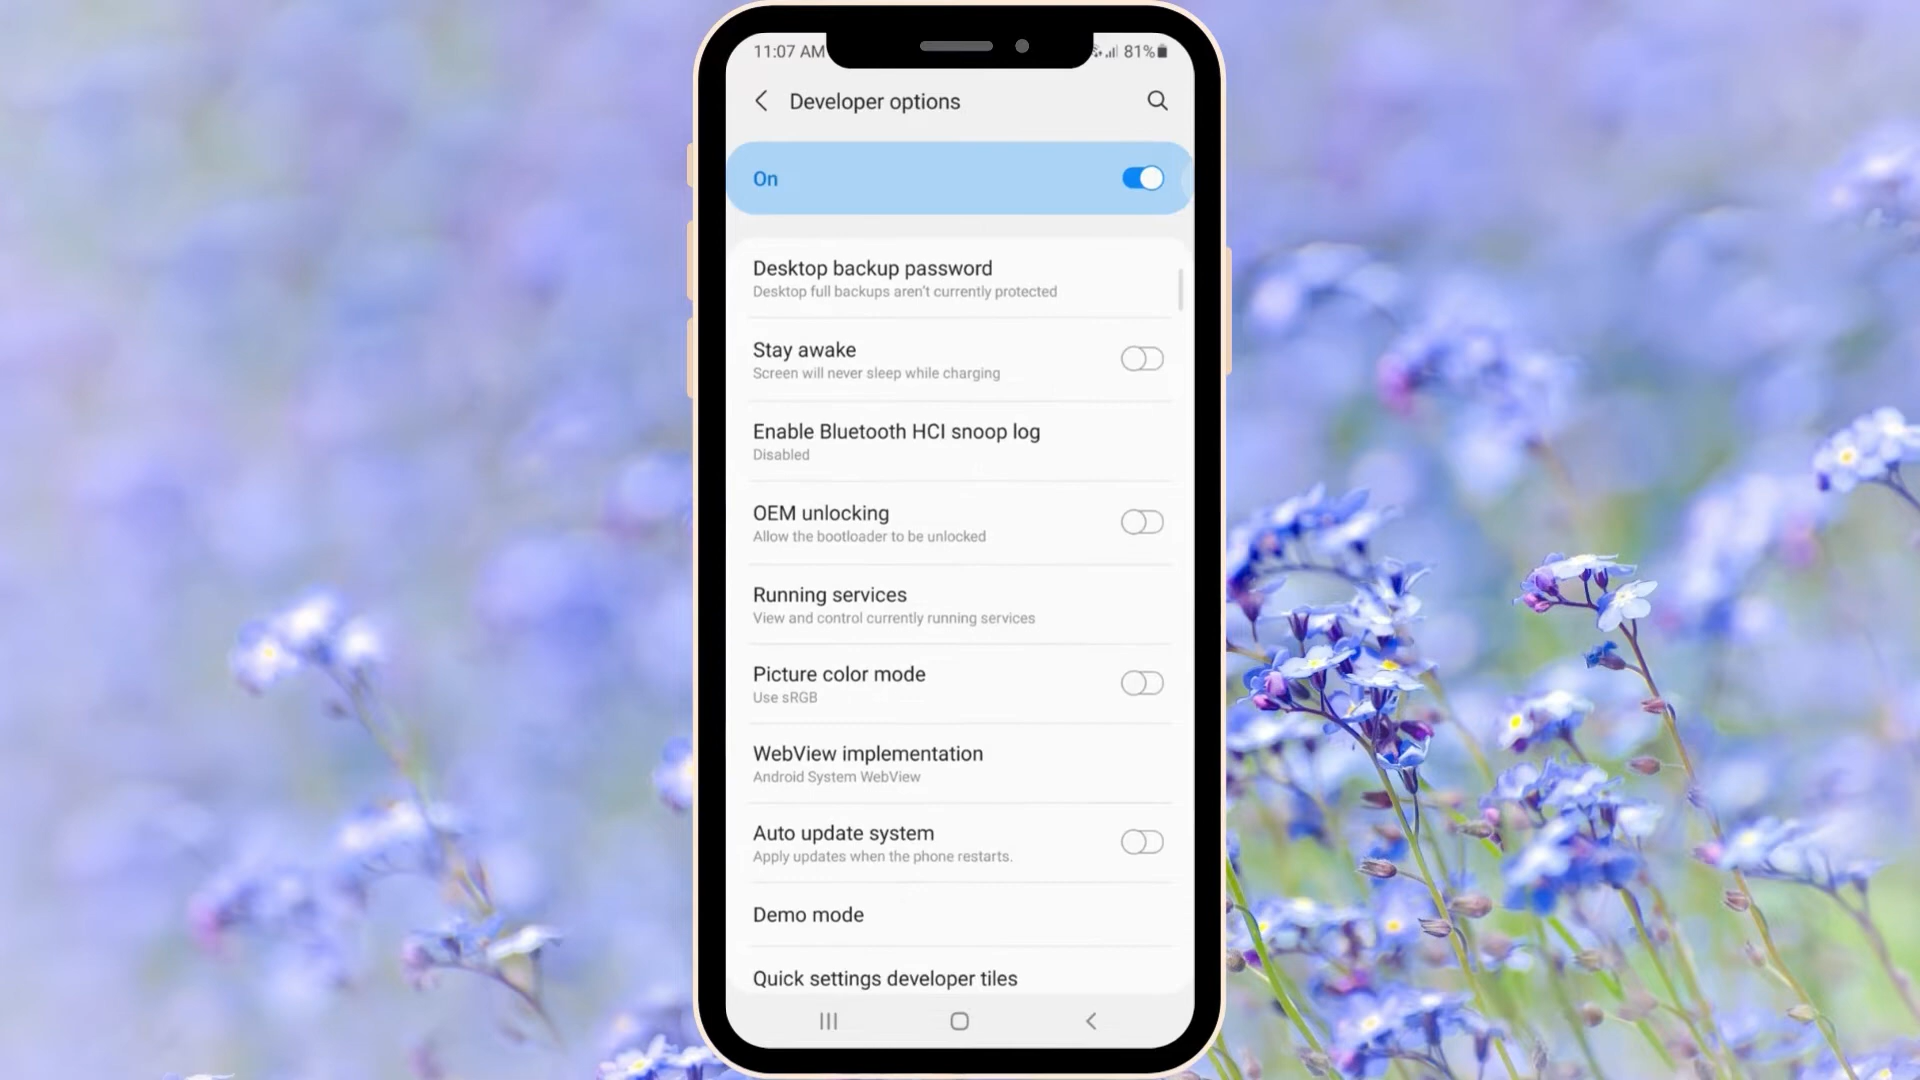 11:07 AM
81%
Developer options
On
Desktop backup password
Desktop full backups aren't currently protected
Stay awake
Screen will never sleep while charging
Enable Bluetooth HCI snoop log
Disabled
OEM unlocking
Allow the bootloader to be unlocked
Running services
View and control currently running services
Picture color mode
Use sRGB
WebView implementation
Android System WebView
Auto update system
Apply updates when the phone restarts.
Demo mode
Quick settings developer tiles